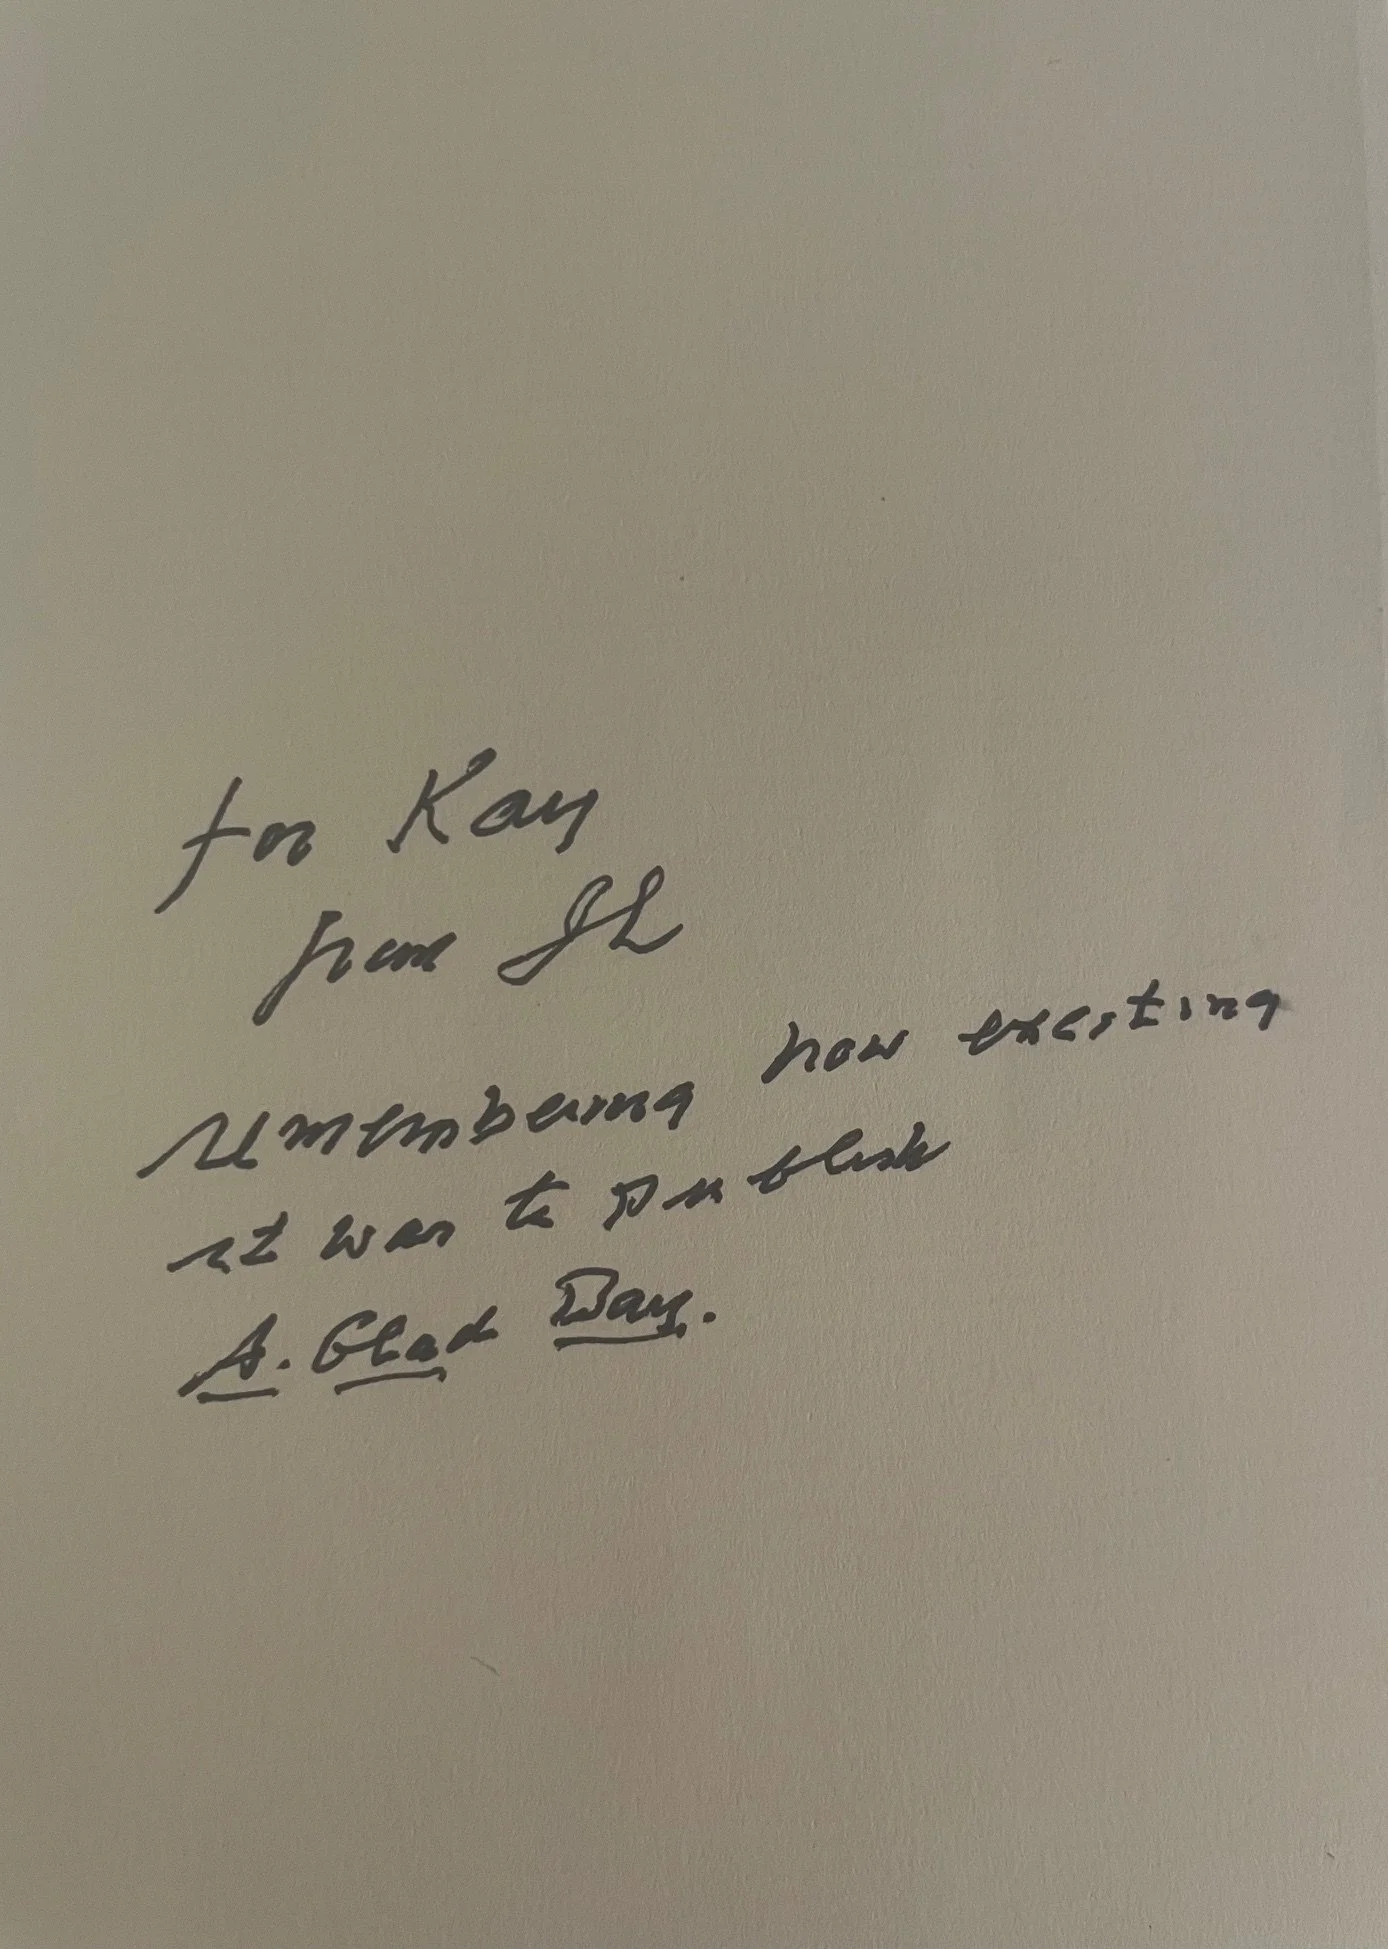 for Kay
from JL
remembering how exciting
it was to publish
A. Glad Day.